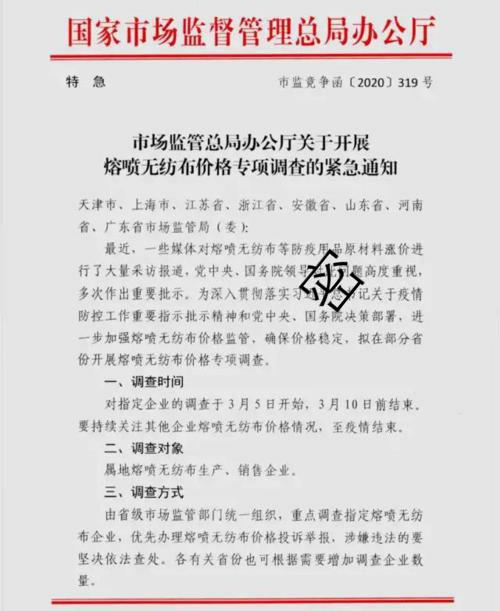 国家市场监督管理总局办公厅
特 急 市监竞争函〔2020〕319号
市场监管总局办公厅关于开展
熔喷无纺布价格专项调查的紧急通知
天津市、上海市、江苏省、浙江省、安徽省、山东省、河南
省、广东省市场监管局(委):
最近，一些媒体对熔喷无纺布等防疫用品原材料涨价进
行了大量采访报道，党中央、国务院领导 问题高度重视，
多次作出重要批示。为深入贯彻落实习 书记关于疫情
防控工作重要指示批示精神和党中央、国务院决策部署，进
一步加强熔喷无纺布价格监管，确保价格稳定，拟在部分省
份开展熔喷无纺布价格专项调查。
一、调查时间
对指定企业的调查于3月5日开始，3月10日前结束。
要持续关注其他企业熔喷无纺布价格情况，至疫情结束。
二、调查对象
属地熔喷无纺布生产、销售企业。
三、调查方式
由省级市场监管部门统一组织，重点调查指定熔喷无纺
布企业，优先办理熔喷无纺布价格投诉举报，涉嫌违法的要
坚决依法查处。各有关省份也可根据需要增加调查企业数
量。
密